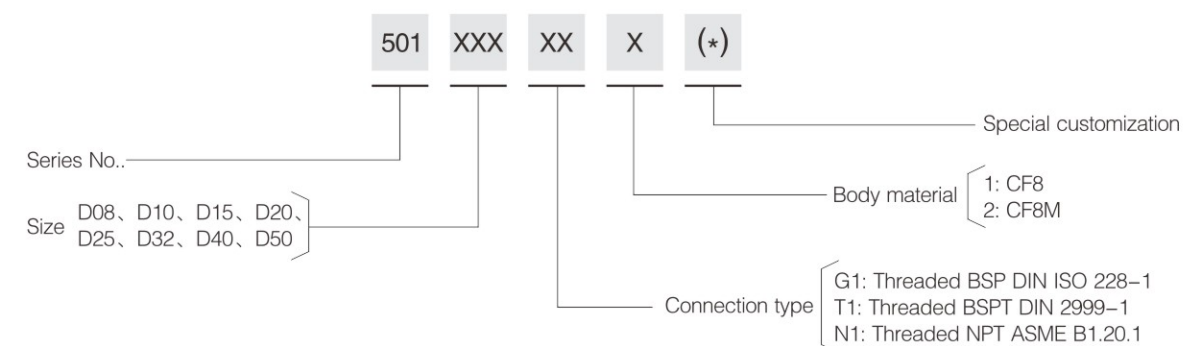 501 XXX XX X (*)
Special customization
Series No..
Body material
1: CF8
2: CF8M
Size
D08、D10、D15、D20、
D25、D32、D40、D50
Connection type
G1: Threaded BSP DIN ISO 228-1
T1: Threaded BSPT DIN 2999-1
N1: Threaded NPT ASME B1.20.1